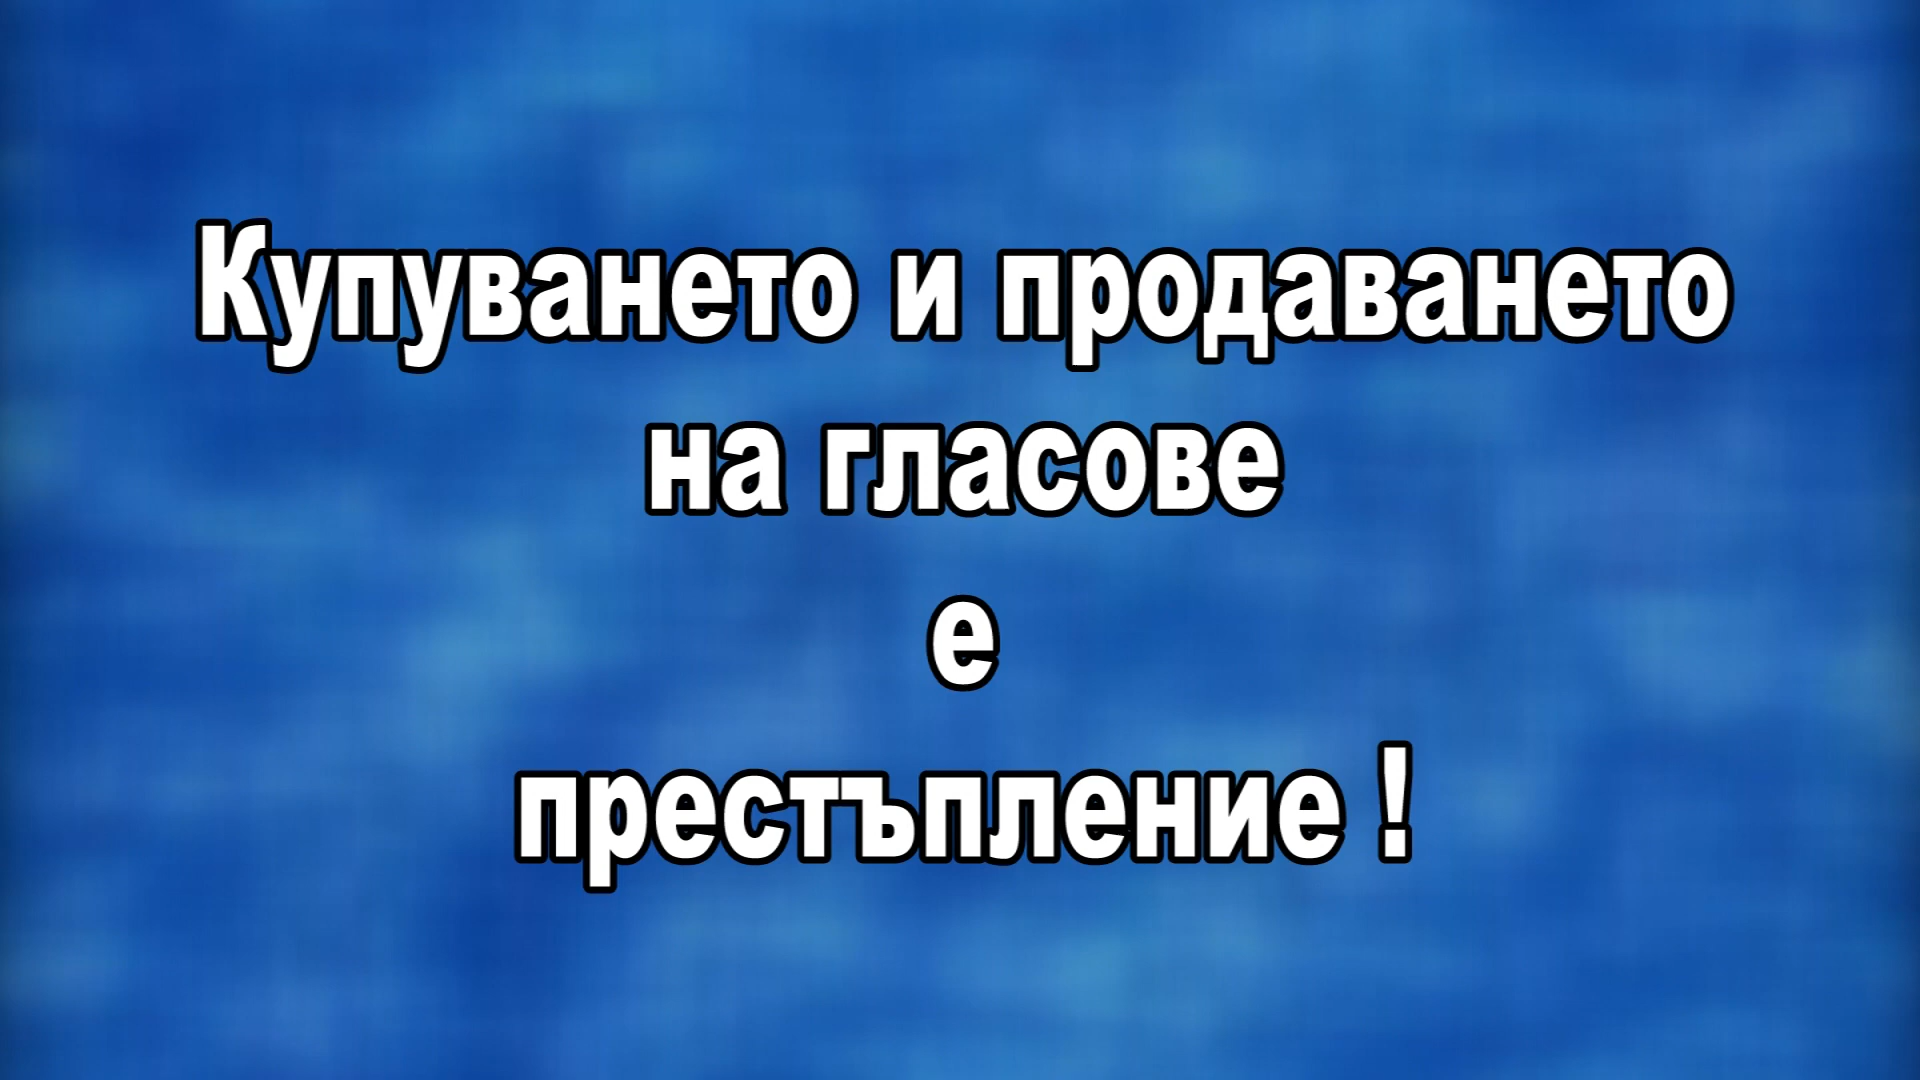 Купуването и продаването
на гласове
е
престъпление !